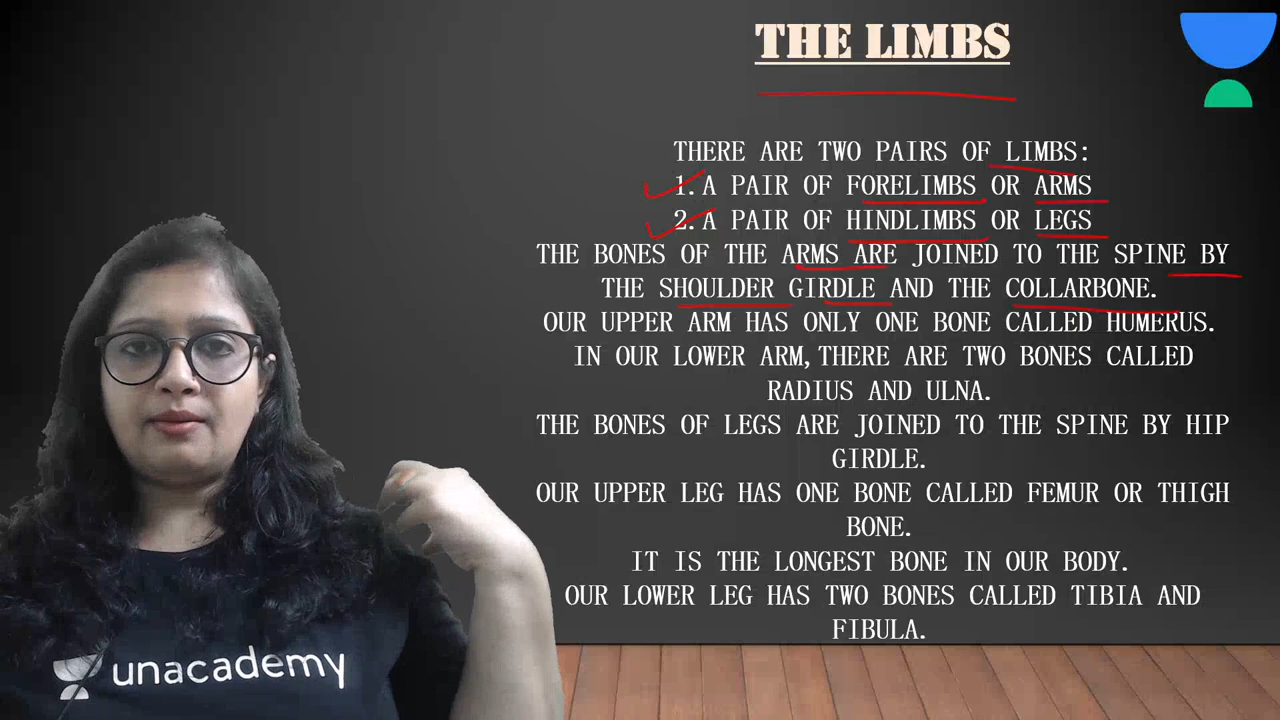 THE LIMBS
THERE ARE TWO PAIRS OF LIMBS:
1.A PAIR OF FORELIMBS OR ARMS
2.A PAIR OF HINDLIMBS OR LEGS
THE BONES OF THE ARMS ARE JOINED TO THE SPINE BY
THE SHOULDER GIRDLE AND THE COLLARBONE.
OUR UPPER ARM HAS ONLY ONE BONE CALLED HUMERUS.
IN OUR LOWER ARM,THERE ARE TWO BONES CALLED
RADIUS AND ULNA.
THE BONES OF LEGS ARE JOINED TO THE SPINE BY HIP
GIRDLE.
OUR UPPER LEG HAS ONE BONE CALLED FEMUR OR THIGH
BONE.
IT IS THE LONGEST BONE IN OUR BODY.
OUR LOWER LEG HAS TWO BONES CALLED TIBIA AND
FIBULA.
unacademy